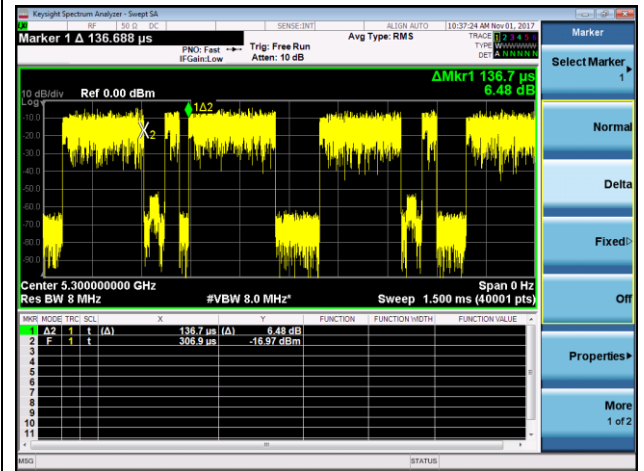 Keysight Spectrum Analyzer - Swept SA
RF 50 Ω DC SENSE:INT ALIGN AUTO 10:37:24 AM Nov 01, 2017
Marker 1 Δ 136.688 µs
PNO: Fast
IFGain:Low
Trig: Free Run
Atten: 10 dB
Avg Type: RMS
TRACE 1 2 3 4 5 6
TYPE WWWWWW
DET A N N N N N
ΔMkr1 136.7 µs
6.48 dB
10 dB/div Ref 0.00 dBm
Log
1Δ2
X2
-10.0
-20.0
-30.0
-40.0
-50.0
-60.0
-70.0
-80.0
-90.0
Center 5.300000000 GHz
Span 0 Hz
Res BW 8 MHz
#VBW 8.0 MHz*
Sweep 1.500 ms (40001 pts)
MKR MODE TRC SCL X Y FUNCTION FUNCTION WIDTH FUNCTION VALUE
1 Δ2 1 t (Δ) 136.7 µs (Δ) 6.48 dB
2 F 1 t 306.9 µs -16.97 dBm
3
4
5
6
7
8
9
10
11
MSG
STATUS
Marker
Select Marker
1
Normal
Delta
Fixed
Off
Properties
More
1 of 2